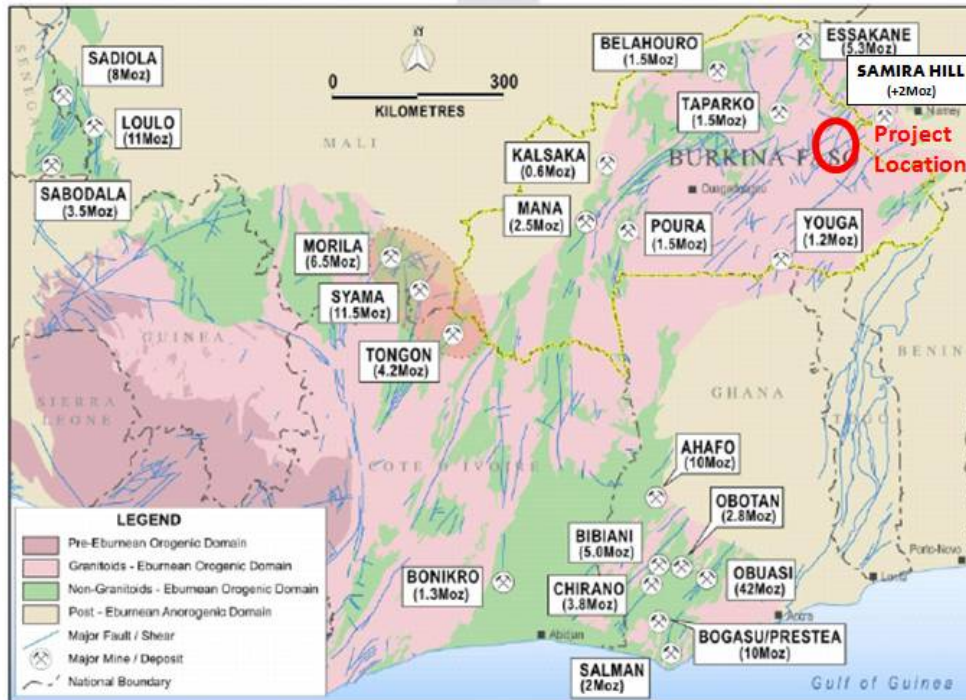 SENEGAL
SADIOLA
(8Moz)
LOULO
(11Moz)
SABODALA
(3.5Moz)
N
0 300
KILOMETRES
MALI
BELAHOURO
(1.5Moz)
ESSAKANE
(5.3Moz)
SAMIRA HILL
(+2Moz)
Niamey
TAPARKO
(1.5Moz)
Project
Location
KALSAKA
(0.6Moz)
BURKINA FASO
Ouagadougou
MANA
(2.5Moz)
POURA
(1.5Moz)
YOUGA
(1.2Moz)
MORILA
(6.5Moz)
SYAMA
(11.5Moz)
TONGON
(4.2Moz)
GUINEA
SIERRA
LEONE
COTE D'IVOIRE
GHANA
TOGO
BENIN
AHAFO
(10Moz)
OBOTAN
(2.8Moz)
BIBIANI
(5.0Moz)
CHIRANO
(3.8Moz)
OBUASI
(42Moz)
BONIKRO
(1.3Moz)
BOGASU/PRESTEA
(10Moz)
SALMAN
(2Moz)
Abidjan
Accra
Lomé
Porto-Novo
Gulf of Guinea
LEGEND
Pre-Eburnean Orogenic Domain
Granitoids - Eburnean Orogenic Domain
Non-Granitoids - Eburnean Orogenic Domain
Post - Eburnean Anorogenic Domain
Major Fault / Shear
Major Mine / Deposit
National Boundary